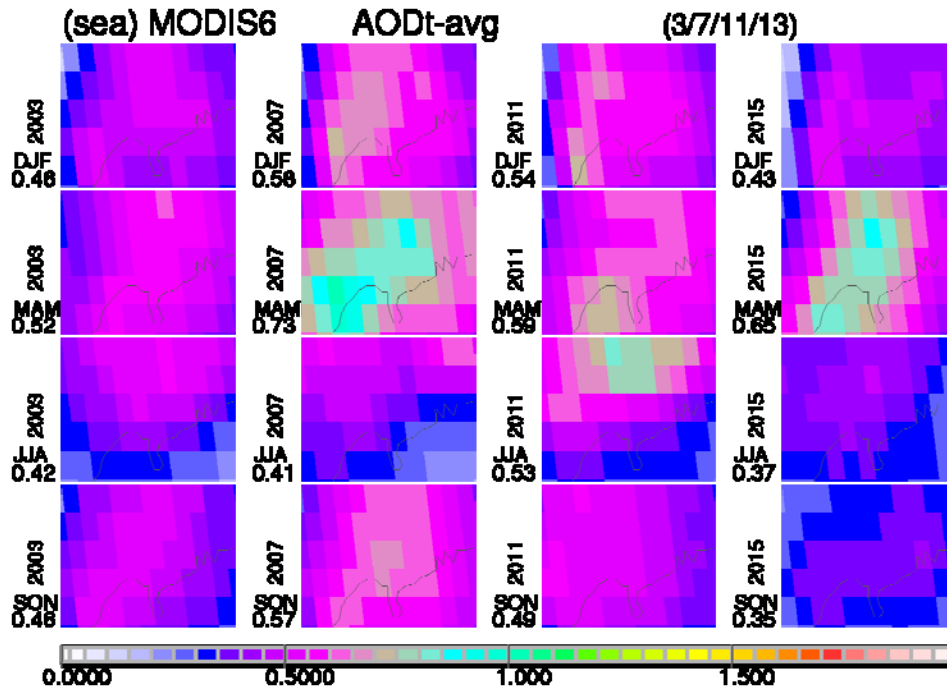 (sea) MODIS6 AODt-avg (3/7/11/13)
2003 DJF 0.46
2007 DJF 0.58
2011 DJF 0.54
2015 DJF 0.43
2003 MAM 0.52
2007 MAM 0.73
2011 MAM 0.59
2015 MAM 0.65
2003 JJA 0.42
2007 JJA 0.41
2011 JJA 0.53
2015 JJA 0.37
2003 SON 0.46
2007 SON 0.57
2011 SON 0.49
2015 SON 0.35
0.0000 0.5000 1.000 1.500